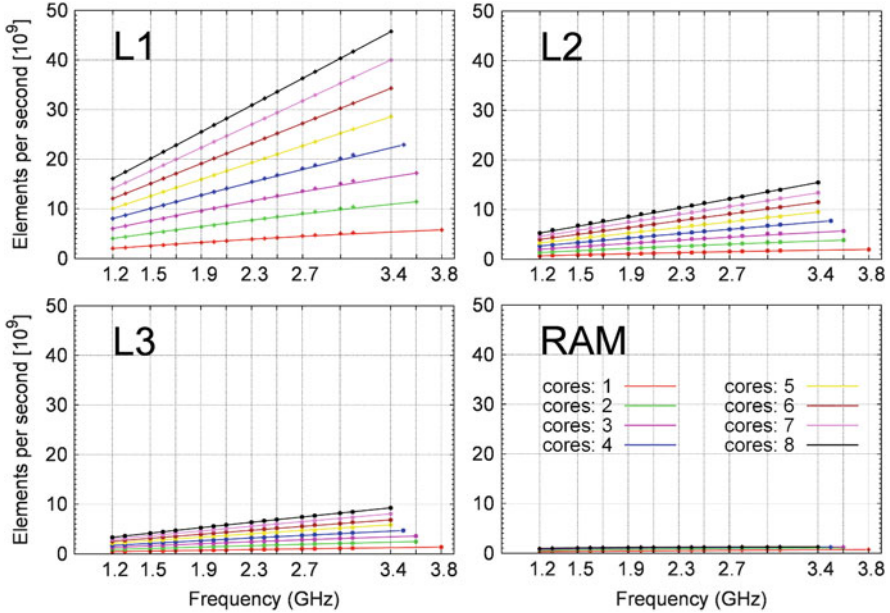 50
40
30
20
10
0
Elements per second [10^9]
L1
1.2 1.5 1.9 2.3 2.7 3.4 3.8
50
40
30
20
10
0
L2
1.2 1.5 1.9 2.3 2.7 3.4 3.8
50
40
30
20
10
0
Elements per second [10^9]
L3
1.2 1.5 1.9 2.3 2.7 3.4 3.8
Frequency (GHz)
50
40
30
20
10
0
RAM
cores: 1 cores: 5
cores: 2 cores: 6
cores: 3 cores: 7
cores: 4 cores: 8
1.2 1.5 1.9 2.3 2.7 3.4 3.8
Frequency (GHz)